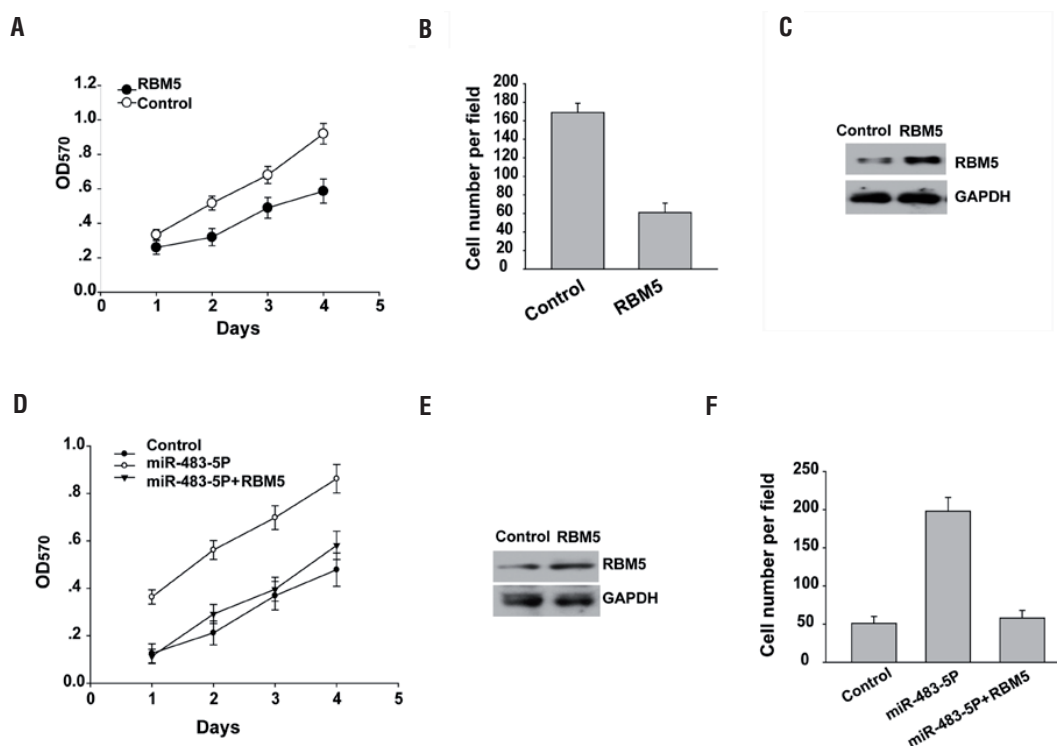 A
RBM5
Control
1.2
1.0
.8
.6
.4
.2
0.0
OD570
0 1 2 3 4 5
Days
B
200
180
160
140
120
100
80
60
40
20
0
Cell number per field
Control
RBM5
C
Control RBM5
RBM5
GAPDH
D
Control
miR-483-5P
miR-483-5P+RBM5
1.0
.8
.6
.4
.2
0.0
OD570
0 1 2 3 4 5
Days
E
Control RBM5
RBM5
GAPDH
F
250
200
150
100
50
0
Cell number per field
Control
miR-483-5P
miR-483-5P+RBM5